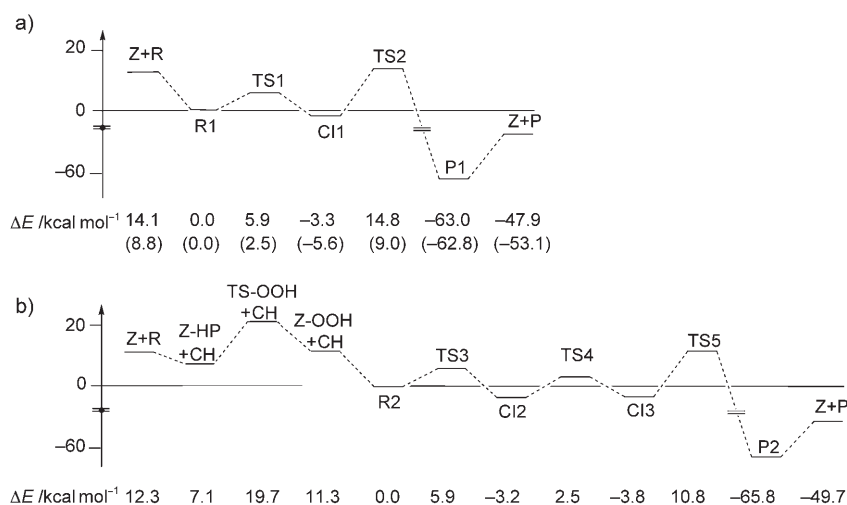 a)
20
0
−60
Z+R
R1
TS1
CI1
TS2
P1
Z+P
ΔE /kcal mol⁻¹ 14.1 0.0 5.9 −3.3 14.8 −63.0 −47.9
(8.8) (0.0) (2.5) (−5.6) (9.0) (−62.8) (−53.1)
b)
20
0
−60
Z+R
Z-HP
+CH
TS-OOH
+CH
Z-OOH
+CH
R2
TS3
CI2
TS4
CI3
TS5
P2
Z+P
ΔE /kcal mol⁻¹ 12.3 7.1 19.7 11.3 0.0 5.9 −3.2 2.5 −3.8 10.8 −65.8 −49.7